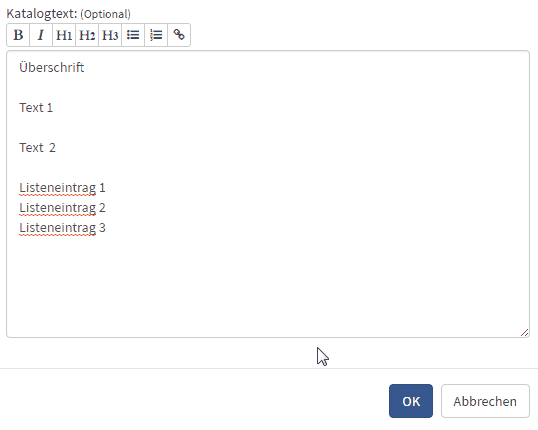 Katalogtext: (Optional)
B I H1 H2 H3
Überschrift
Text 1
Text 2
Listeneintrag 1
Listeneintrag 2
Listeneintrag 3
OK Abbrechen